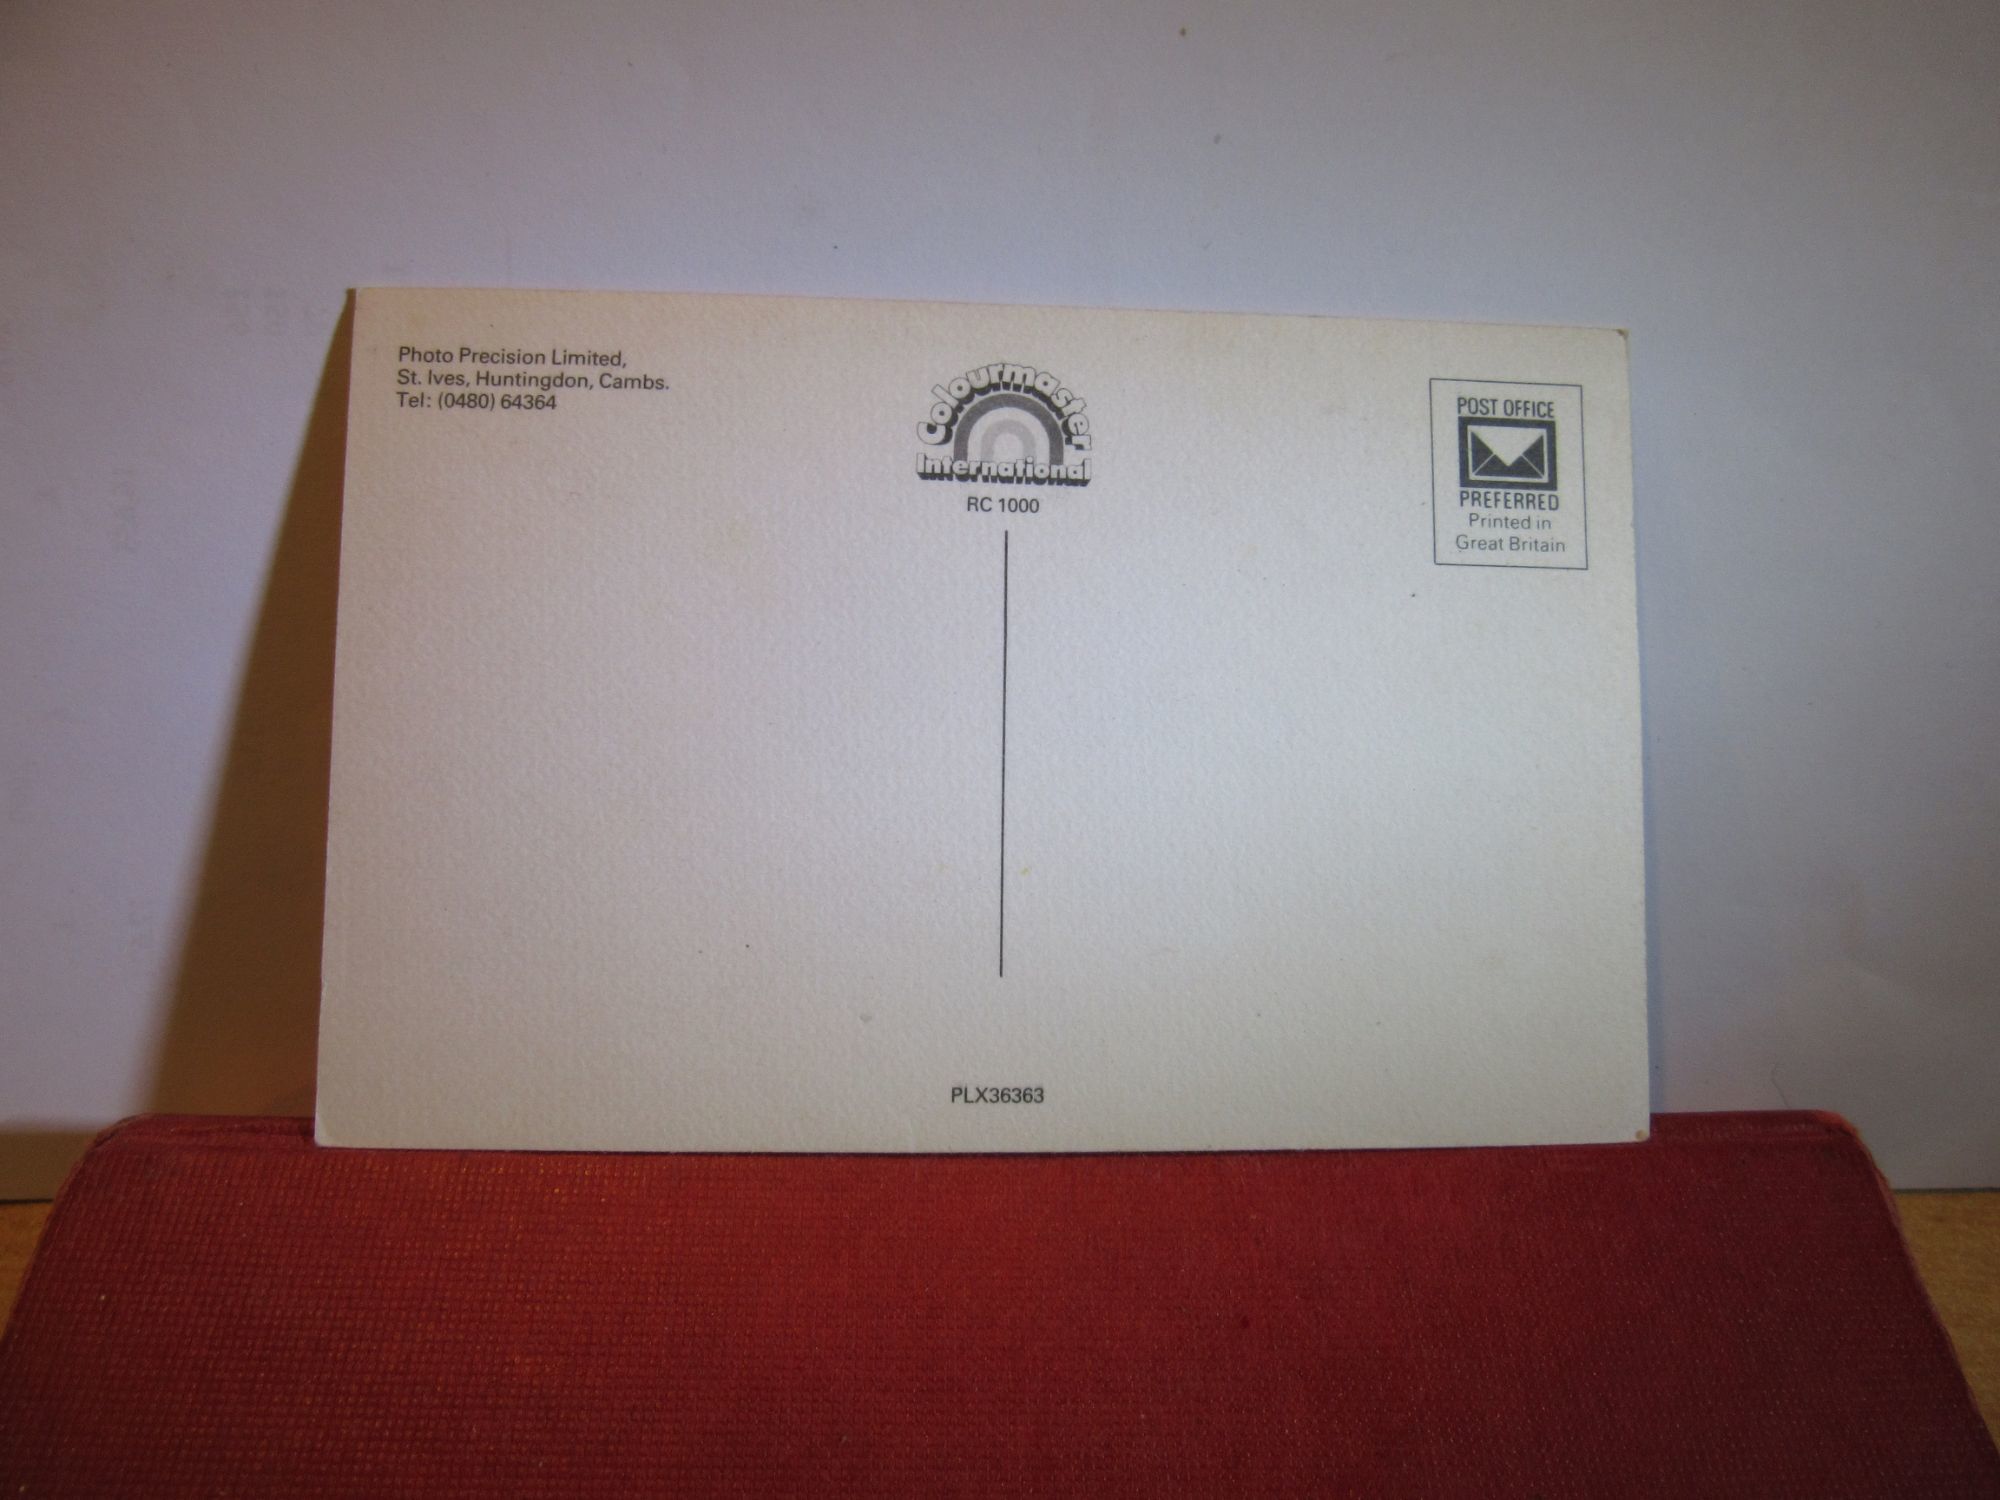 Photo Precision Limited,
St. Ives, Huntingdon, Cambs.
Tel: (0480) 64364
Colourmaster
International
RC 1000
POST OFFICE
PREFERRED
Printed in
Great Britain
PLX36363